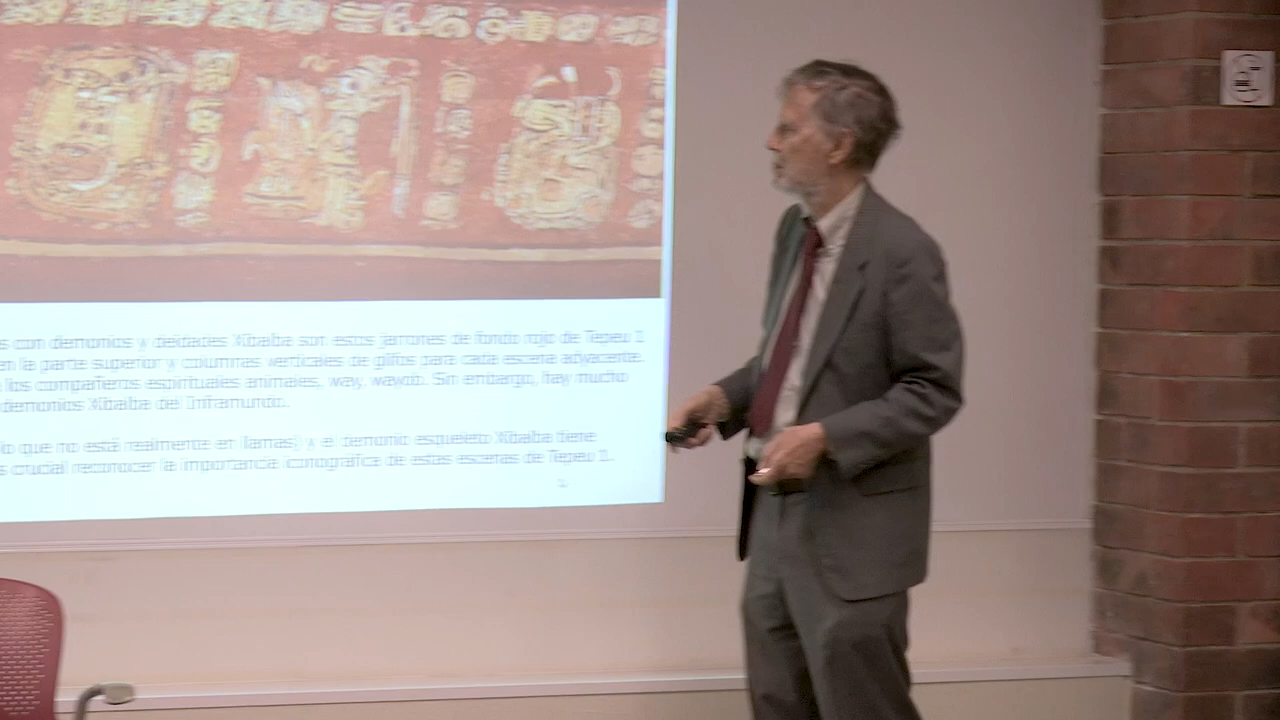 s con demonios y deidades Xibalba son estos jarrones de fondo rojo de Tepeu 1
en la parte superior y columnas verticales de glifos para cada escena adyacente.
los compañeros espirituales animales, way, wawob. Sin embargo, hay mucho
demonios Xibalba del Inframundo.
lo que no está realmente en llamas; y el demonio esqueleto Xibalba tiene
s crucial reconocer la importancia iconográfica de estas escenas de Tepeu 1.